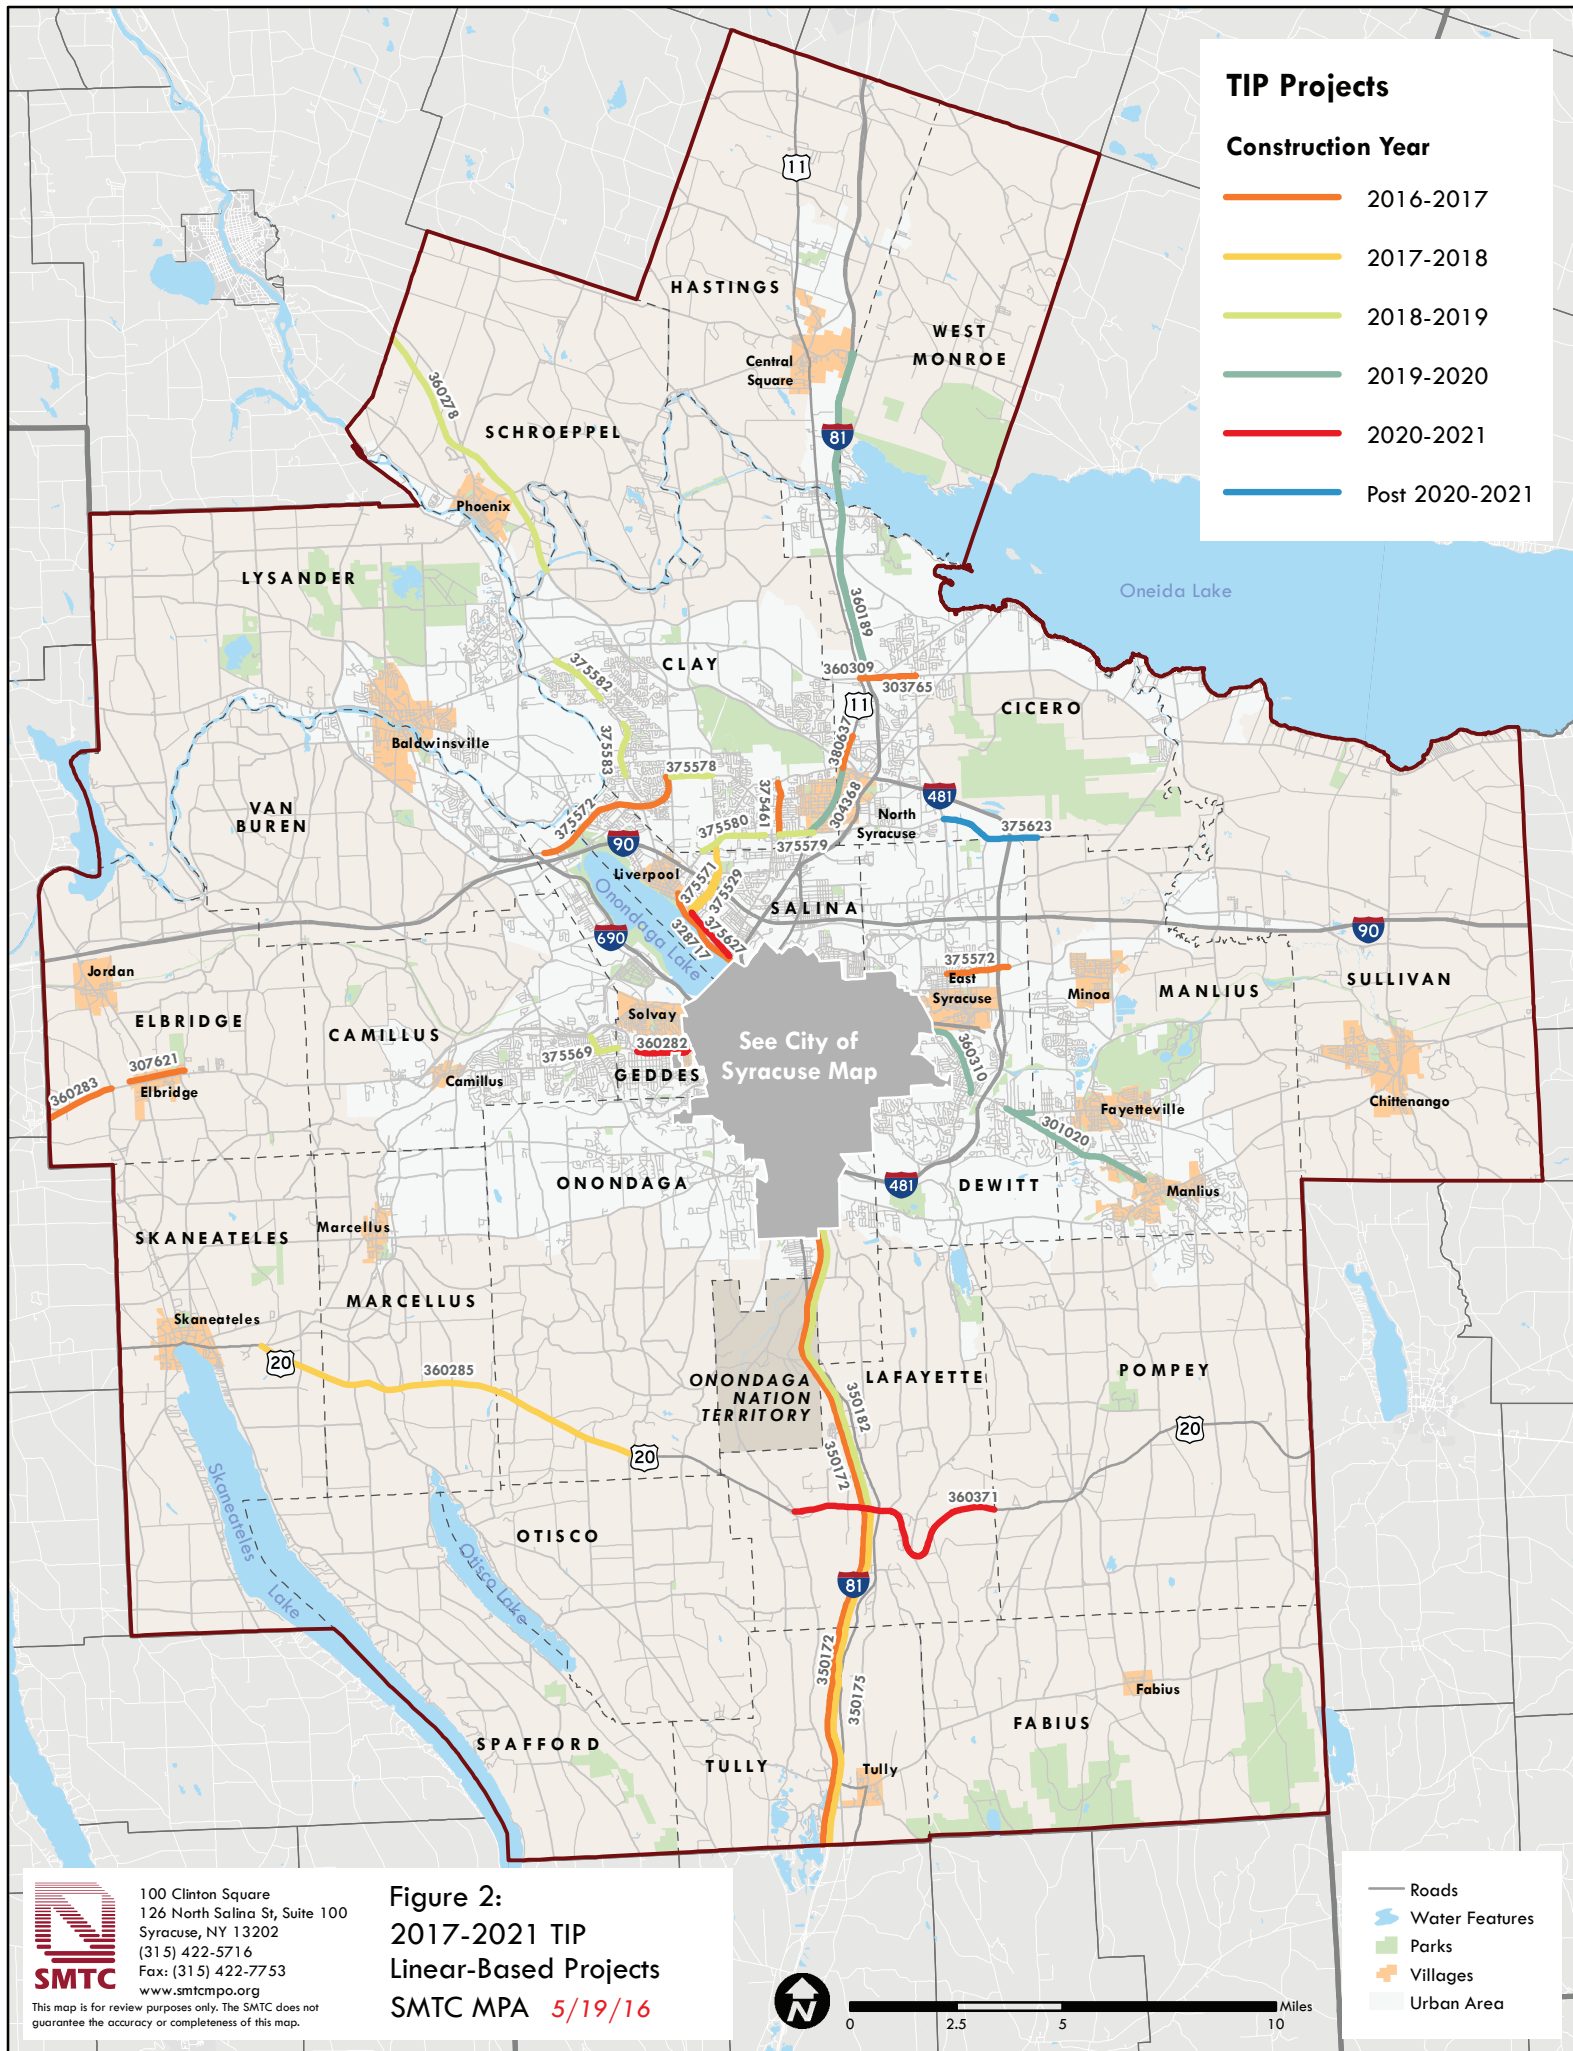 TIP Projects
Construction Year
2016-2017
2017-2018
2018-2019
2019-2020
2020-2021
Post 2020-2021
11
HASTINGS
WEST
MONROE
Central
Square
360278
SCHROEPPEL
81
Phoenix
LYSANDER
Oneida Lake
360189
CLAY
360309
303765
375582
11
CICERO
Baldwinsville
375583
380637
375578
375461
481
304368
VAN
BUREN
375572
North
Syracuse
375580
375623
90
375579
Liverpool
375571
375529
Onondaga Lake
SALINA
690
328717
375627
90
375572
Jordan
East
Syracuse
Minoa
MANLIUS
SULLIVAN
ELBRIDGE
Solvay
CAMILLUS
See City of
Syracuse Map
375569
360282
360310
307621
GEDDES
Camillus
360283
Elbridge
Fayetteville
Chittenango
301020
ONONDAGA
481
DEWITT
Manlius
Marcellus
SKANEATELES
MARCELLUS
Skaneateles
20
360285
ONONDAGA
NATION
TERRITORY
LAFAYETTE
POMPEY
350182
20
20
350172
Skaneateles
Lake
360371
OTISCO
Otisco Lake
81
350172
350175
Fabius
FABIUS
SPAFFORD
TULLY
Tully
SMTC
100 Clinton Square
126 North Salina St, Suite 100
Syracuse, NY 13202
(315) 422-5716
Fax: (315) 422-7753
www.smtcmpo.org
This map is for review purposes only. The SMTC does not
guarantee the accuracy or completeness of this map.
Figure 2:
2017-2021 TIP
Linear-Based Projects
SMTC MPA 5/19/16
N
Miles
0 2.5 5 10
Roads
Water Features
Parks
Villages
Urban Area